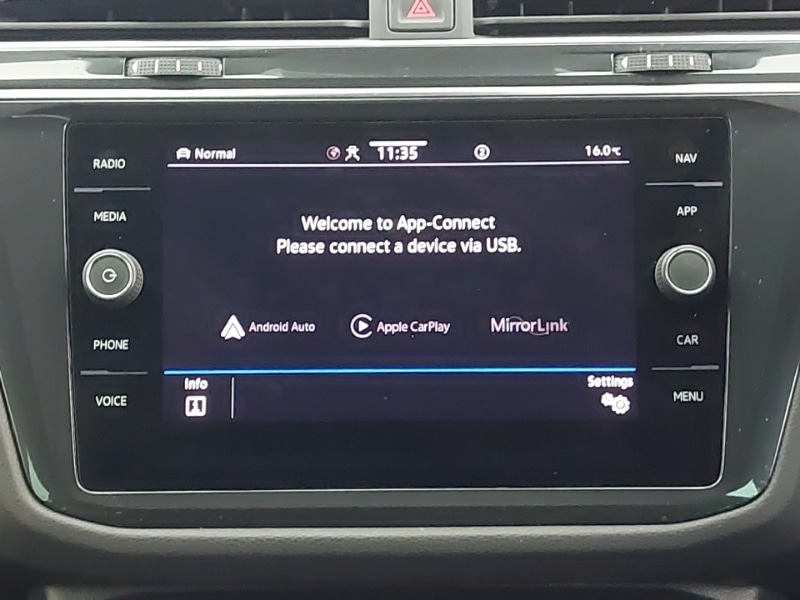 Normal 11:35 2 16.0°C
RADIO
MEDIA
PHONE
VOICE
Welcome to App-Connect
Please connect a device via USB.
Android Auto Apple CarPlay MirrorLink
Info Settings
NAV
APP
CAR
MENU